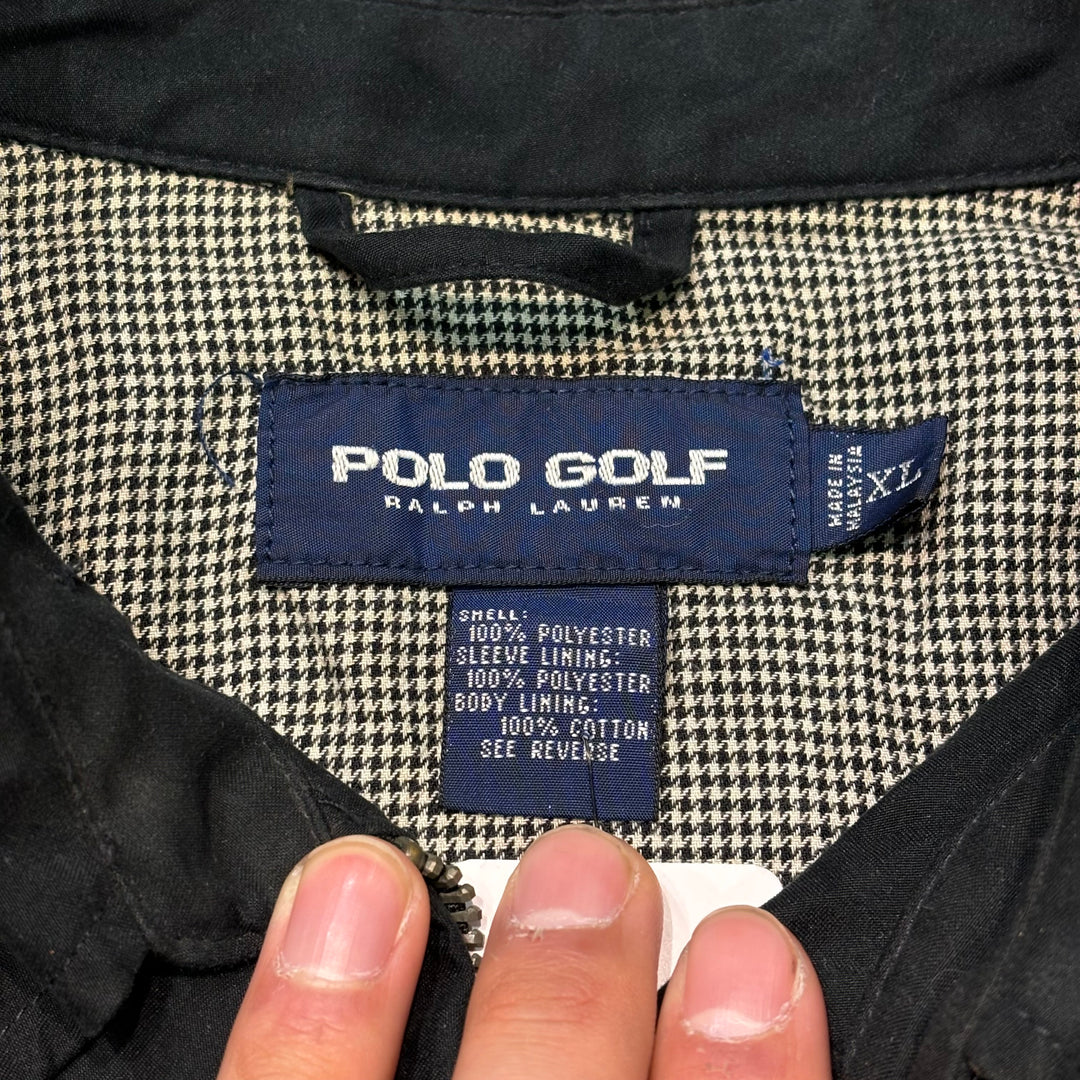 POLO GOLF
RALPH LAUREN
MADE IN
MALAYSIA
XL
SHELL:
100% POLYESTER
SLEEVE LINING:
100% POLYESTER
BODY LINING:
100% COTTON
SEE REVERSE